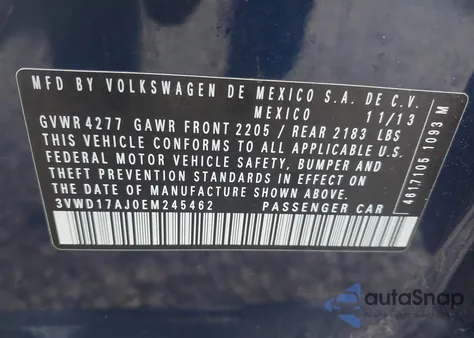 MFD BY VOLKSWAGEN DE MEXICO S.A. DE C.V.
MEXICO 11/13
GVWR 4277 GAWR FRONT 2205 / REAR 2183 LBS
THIS VEHICLE CONFORMS TO ALL APPLICABLE
FEDERAL MOTOR VEHICLE SAFETY, BUMPER AND
THEFT PREVENTION STANDARDS IN EFFECT ON
THE DATE OF MANUFACTURE SHOWN ABOVE.
3VWD17AJ0EM245462 PASSENGER CAR
461/105 1093 M
autoSnap